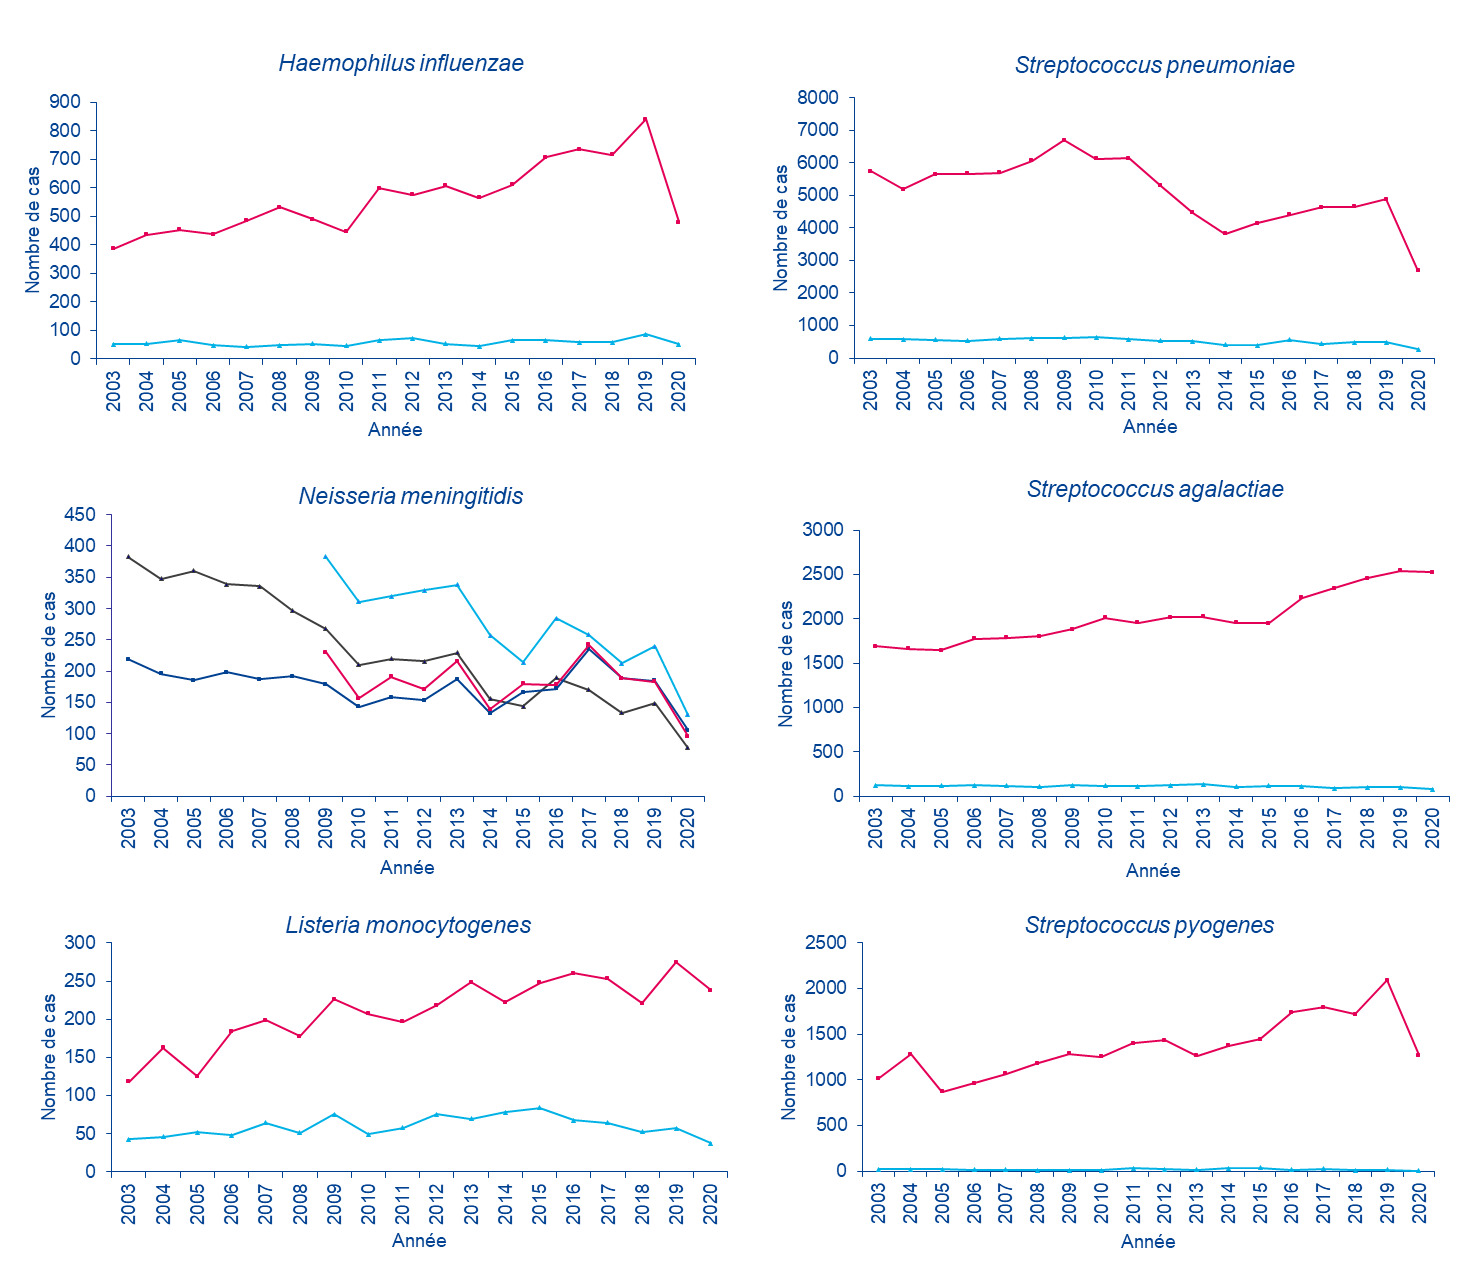 Haemophilus influenzae
900
800
700
600
500
400
300
200
100
0
Nombre de cas
2003 2004 2005 2006 2007 2008 2009 2010 2011 2012 2013 2014 2015 2016 2017 2018 2019 2020
Année
Streptococcus pneumoniae
8000
7000
6000
5000
4000
3000
2000
1000
0
Nombre de cas
2003 2004 2005 2006 2007 2008 2009 2010 2011 2012 2013 2014 2015 2016 2017 2018 2019 2020
Année
Neisseria meningitidis
450
400
350
300
250
200
150
100
50
0
Nombre de cas
2003 2004 2005 2006 2007 2008 2009 2010 2011 2012 2013 2014 2015 2016 2017 2018 2019 2020
Année
Streptococcus agalactiae
3000
2500
2000
1500
1000
500
0
Nombre de cas
2003 2004 2005 2006 2007 2008 2009 2010 2011 2012 2013 2014 2015 2016 2017 2018 2019 2020
Année
Listeria monocytogenes
300
250
200
150
100
50
0
Nombre de cas
2003 2004 2005 2006 2007 2008 2009 2010 2011 2012 2013 2014 2015 2016 2017 2018 2019 2020
Année
Streptococcus pyogenes
2500
2000
1500
1000
500
0
Nombre de cas
2003 2004 2005 2006 2007 2008 2009 2010 2011 2012 2013 2014 2015 2016 2017 2018 2019 2020
Année